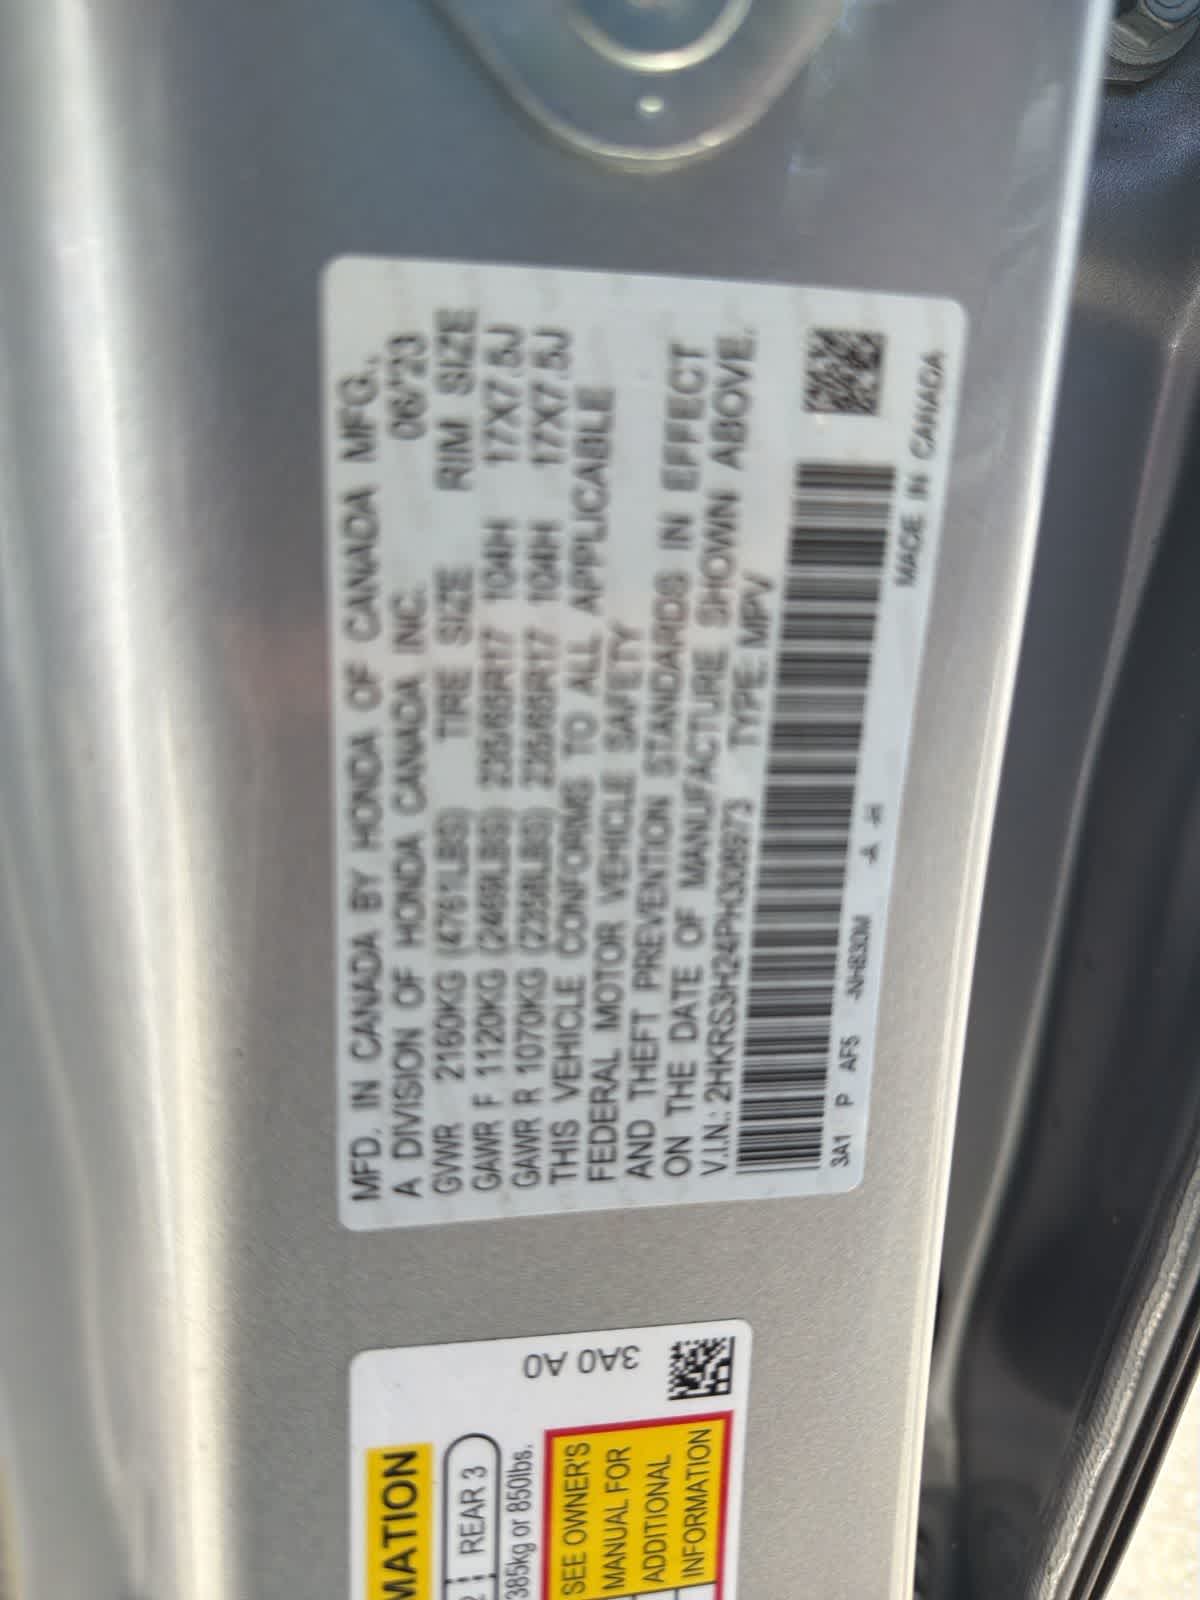 MFD. IN CANADA BY HONDA OF CANADA MFG.,
A DIVISION OF HONDA CANADA INC. 06/23
GVWR 2160KG (4761LBS) TIRE SIZE RIM SIZE
GAWR F 1120KG (2469LBS) 235/65R17 104H 17X7.5J
GAWR R 1070KG (2358LBS) 235/65R17 104H 17X7.5J
THIS VEHICLE CONFORMS TO ALL APPLICABLE
FEDERAL MOTOR VEHICLE SAFETY
AND THEFT PREVENTION STANDARDS IN EFFECT
ON THE DATE OF MANUFACTURE SHOWN ABOVE.
V.I.N.: TYPE:MPV
3A1 P AF5 -NH830M -A -H
MADE IN CANADA
3A0 A0
MATION
2 REAR 3
385kg or 850lbs.
SEE OWNER'S
MANUAL FOR
ADDITIONAL
INFORMATION